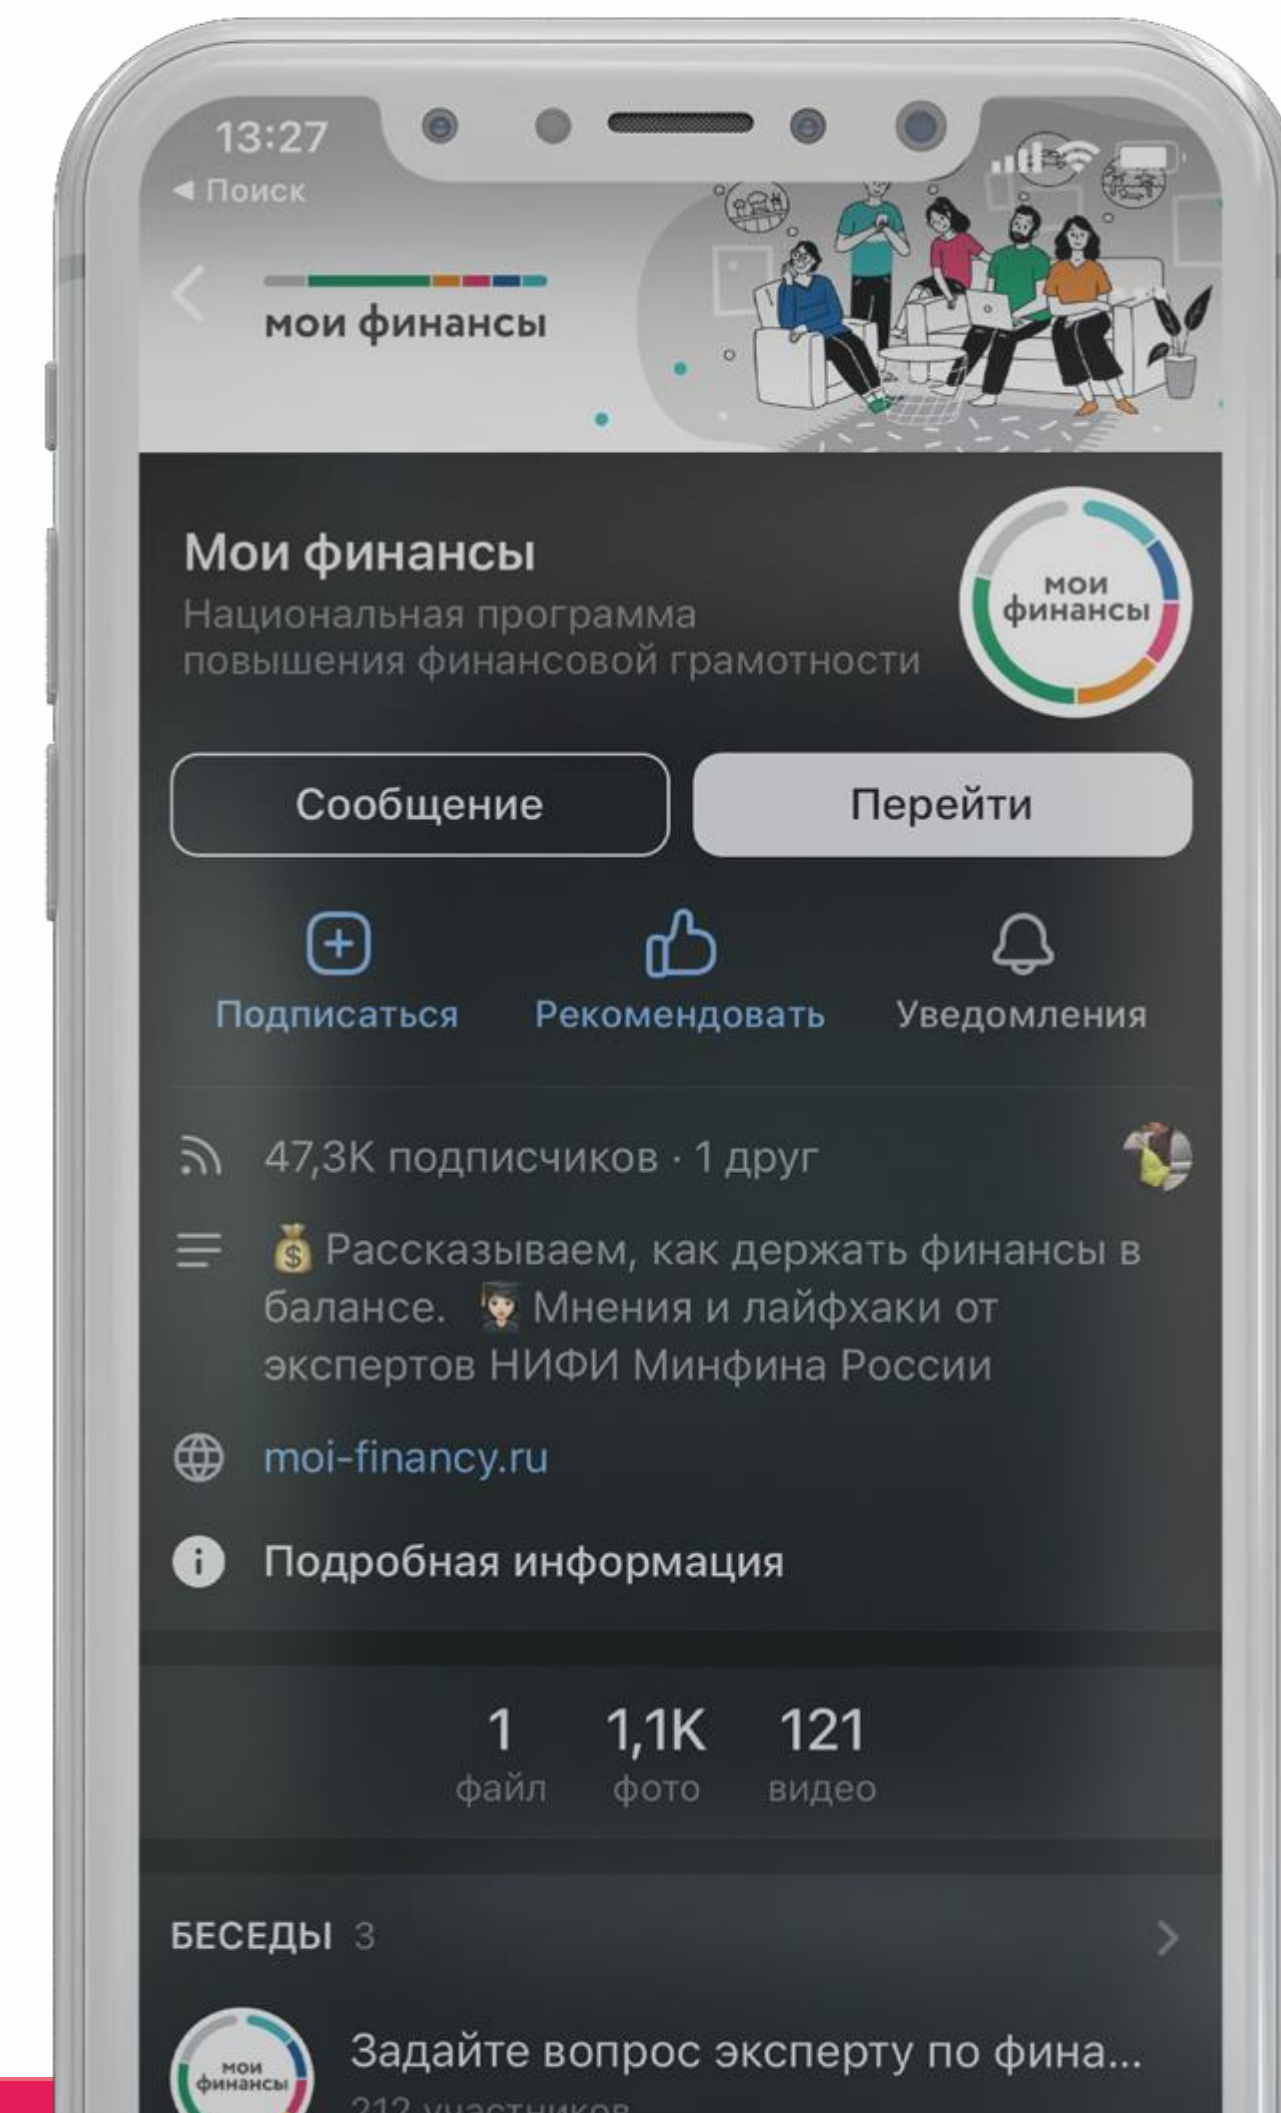 13:27
Поиск
мои финансы
Мои финансы
Национальная программа
повышения финансовой грамотности
мои
финансы
Сообщение
Перейти
Подписаться
Рекомендовать
Уведомления
47,3K подписчиков · 1 друг
💰 Рассказываем, как держать финансы в
балансе. 👩🏻‍🎓 Мнения и лайфхаки от
экспертов НИФИ Минфина России
moi-financy.ru
Подробная информация
1 1,1K 121
файл фото видео
БЕСЕДЫ 3
мои
финансы
Задайте вопрос эксперту по фина...
212 участников